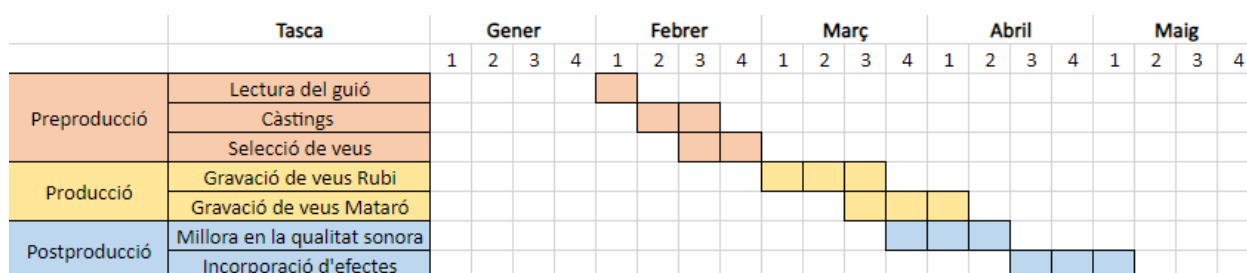 Tasca Gener Febrer Març Abril Maig
1 2 3 4 1 2 3 4 1 2 3 4 1 2 3 4 1 2 3 4
Lectura del guió
Preproducció Càstings
Selecció de veus
Gravació de veus Rubi
Producció
Gravació de veus Mataró
Millora en la qualitat sonora
Postproducció
Incorporació d'efectes